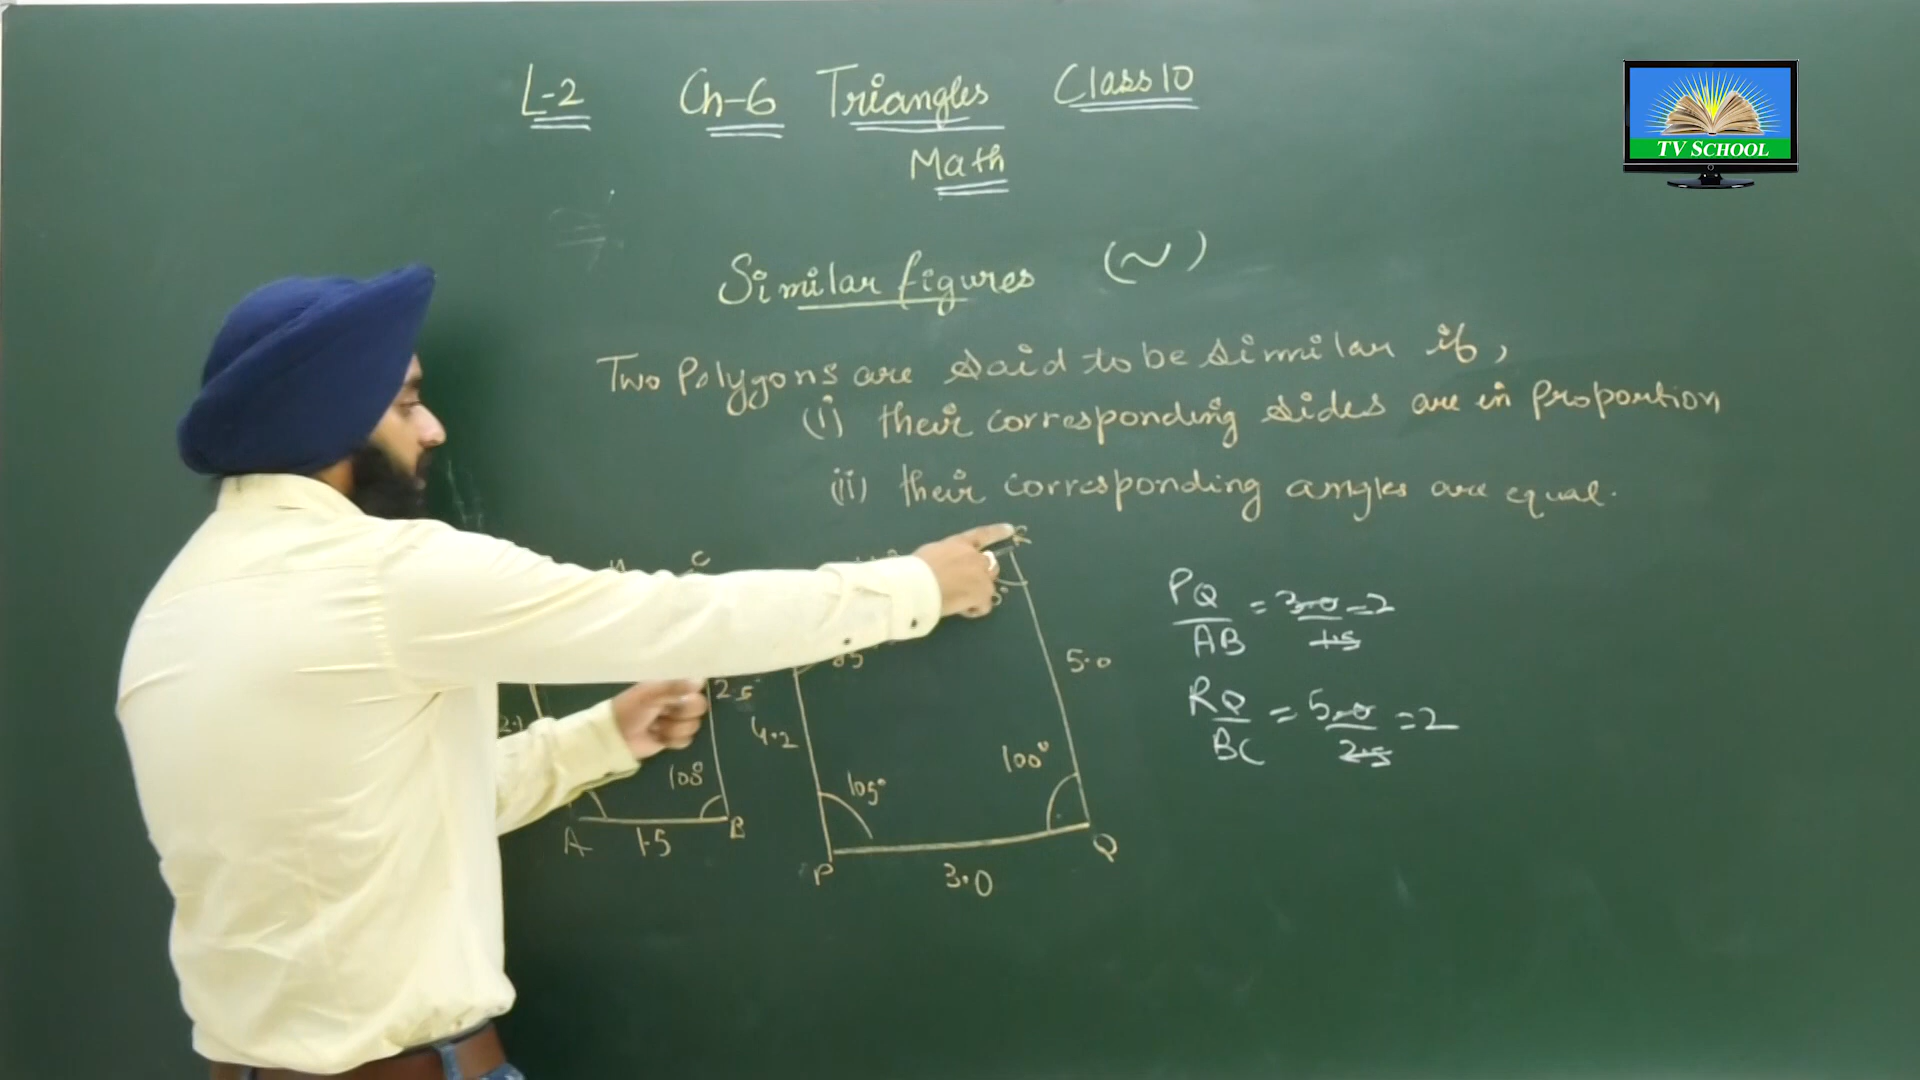 L-2 Ch-6 Triangles Class 10
Math
TV SCHOOL
Similar figures (~)
Two Polygons are said to be similar if,
(i) their corresponding sides are in proportion
(ii) their corresponding angles are equal.
C
R
PQ/AB = 3.0/1.5 = 2
5.0
2.1
2.5
4.2
RQ/BC = 5.0/2.5 = 2
100°
105°
100°
A 1.5 B
P 3.0 Q